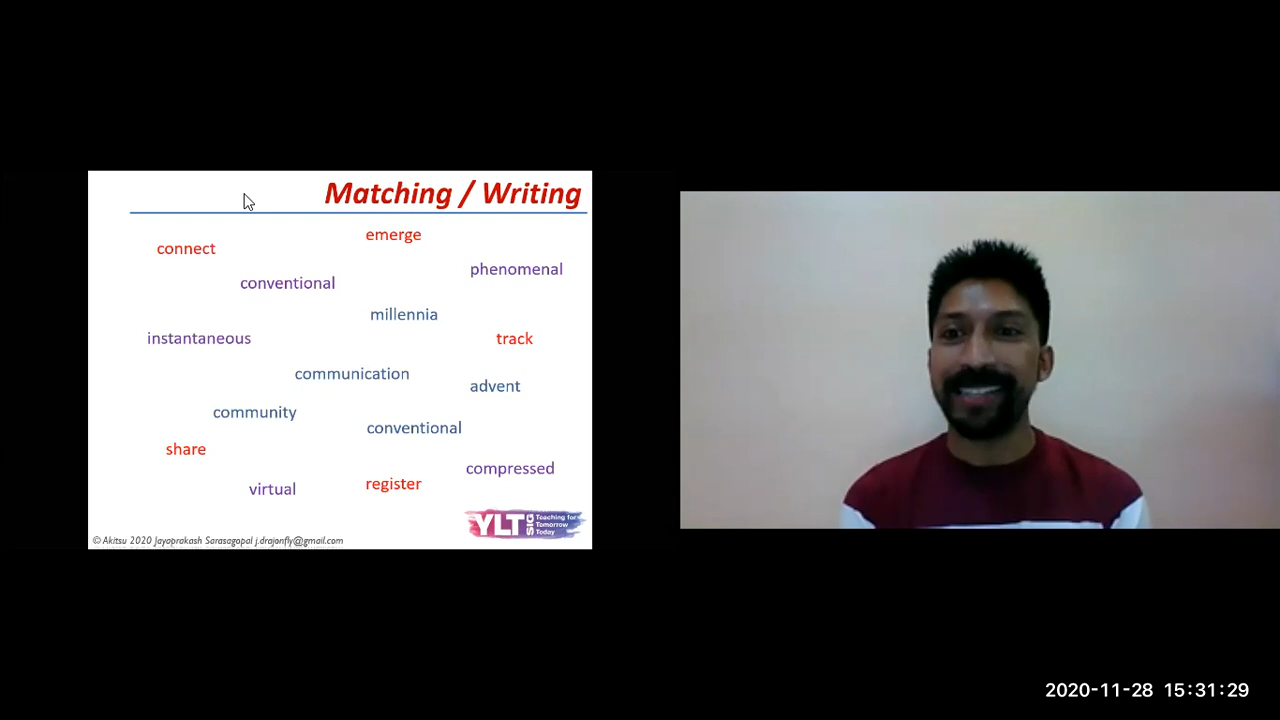 Matching / Writing
emerge
connect
phenomenal
conventional
millennia
instantaneous
track
communication
advent
community
conventional
share
compressed
register
virtual
YLT SIG Teaching for
Tomorrow
Today
© Akitsu 2020 Jayaprakash Sarasagopal j.drajonfly@gmail.com
2020-11-28 15:31:29